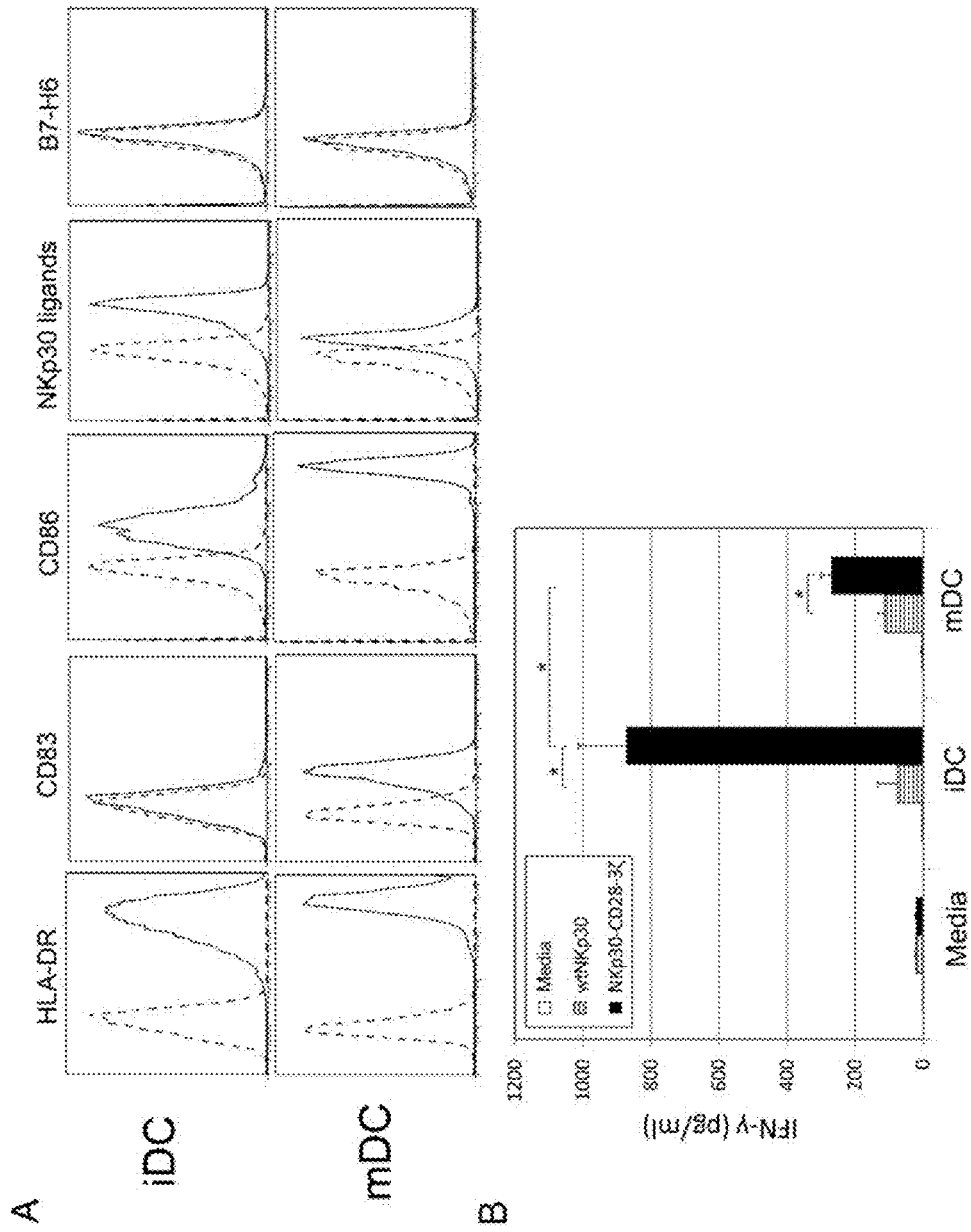 A
HLA-DR CD83 CD86 NKp30 ligands B7-H6
iDC
mDC
B
IFN-γ (pg/ml)
1200
1000
800
600
400
200
0
Media
wtNKp30
NKp30-CD28-3ζ
*
*
*
Media iDC mDC